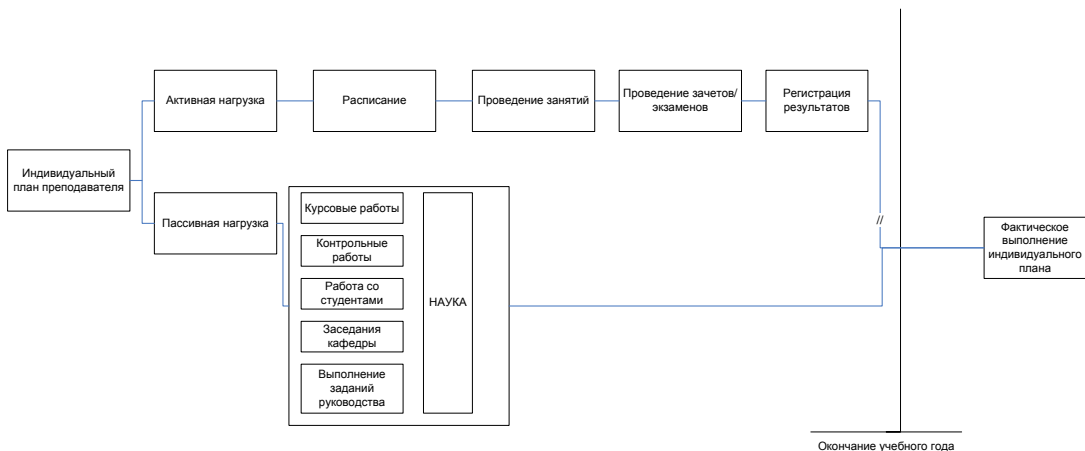 Активная нагрузка
Расписание
Проведение занятий
Проведение зачетов/
экзаменов
Регистрация
результатов
Индивидуальный
план преподавателя
Пассивная нагрузка
Курсовые работы
Контрольные
работы
Работа со
студентами
Заседания
кафедры
Выполнение
заданий
руководства
НАУКА
//
Фактическое
выполнение
индивидуального
плана
Окончание учебного года